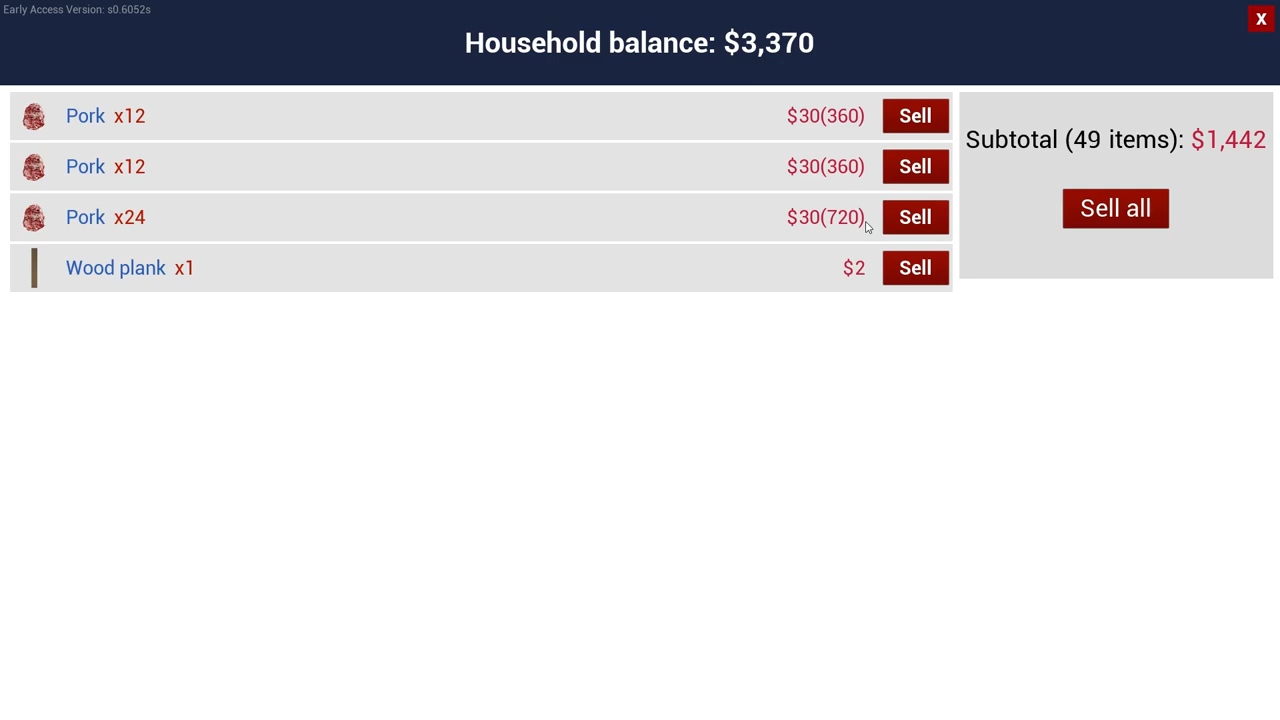 Early Access Version: s0.6052s
X
Household balance: $3,370
Pork x12 $30(360) Sell
Pork x12 $30(360) Sell
Pork x24 $30(720) Sell
Wood plank x1 $2 Sell
Subtotal (49 items): $1,442
Sell all